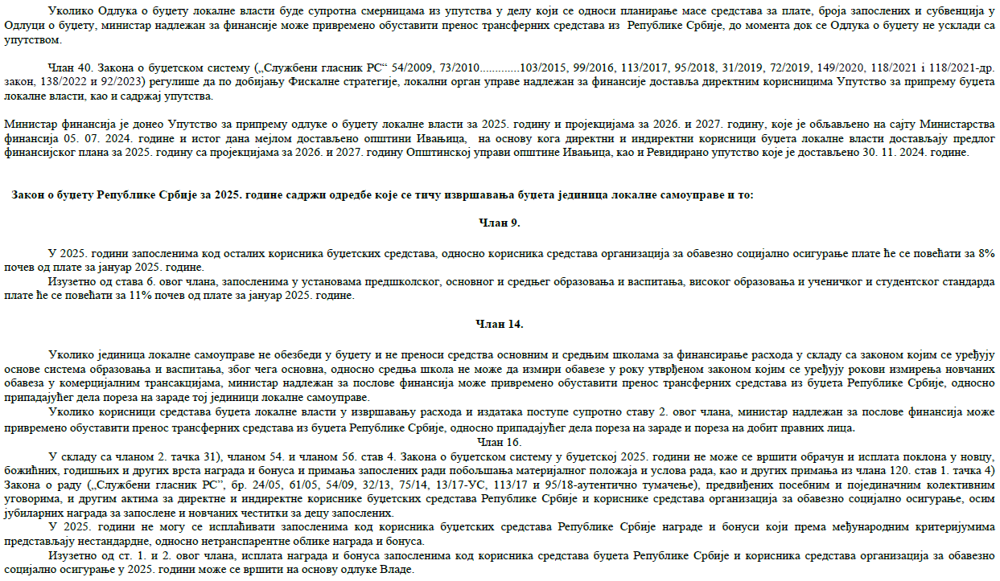 Уколико Одлука о буџету локалне власти буде супротна смерницама из упутства у делу који се односи планирање масе средстава за плате, броја запослених и субвенција у
Одлуци о буџету, министар надлежан за финансије може привремено обуставити пренос трансферних средстава из Републике Србије, до момента док се Одлука о буџету не усклади са
упутством.
Члан 40. Закона о буџетском систему („Службени гласник РС“ 54/2009, 73/2010.............103/2015, 99/2016, 113/2017, 95/2018, 31/2019, 72/2019, 149/2020, 118/2021 i 118/2021-др.
закон, 138/2022 и 92/2023) регулише да по добијању Фискалне стратегије, локални орган управе надлежан за финансије доставља директним корисницима Упутство за припрему буџета
локалне власти, као и садржај упутства.
Министар финансија је донео Упутство за припрему одлуке о буџету локалне власти за 2025. годину и пројекцијама за 2026. и 2027. годину, које је објављено на сајту Министарства
финансија 05. 07. 2024. године и истог дана мејлом достављено општини Ивањица, на основу кога директни и индиректни корисници буџета локалне власти достављају предлог
финансијског плана за 2025. годину са пројекцијама за 2026. и 2027. годину Општинској управи општине Ивањица, као и Ревидирано упутство које је достављено 30. 11. 2024. године.
Закон о буџету Републике Србије за 2025. године садржи одредбе које се тичу извршавања буџета јединица локалне самоуправе и то:
Члан 9.
У 2025. години запосленима код осталих корисника буџетских средстава, односно корисника средстава организација за обавезно социјално осигурање плате ће се повећати за 8%
почев од плате за јануар 2025. године.
Изузетно од става 6. овог члана, запосленима у установама предшколског, основног и средњег образовања и васпитања, високог образовања и ученичког и студентског стандарда
плате ће се повећати за 11% почев од плате за јануар 2025. године.
Члан 14.
Уколико јединица локалне самоуправе не обезбеди у буџету и не преноси средства основним и средњим школама за финансирање расхода у складу са законом којим се уређују
основе система образовања и васпитања, због чега основна, односно средња школа не може да измири обавезе у року утврђеном законом којим се уређују рокови измирења новчаних
обавеза у комерцијалним трансакцијама, министар надлежан за послове финансија може привремено обуставити пренос трансферних средстава из буџета Републике Србије, односно
припадајућег дела пореза на зараде тој јединици локалне самоуправе.
Уколико корисници средстава буџета локалне власти у извршавању расхода и издатака поступе супротно ставу 2. овог члана, министар надлежан за послове финансија може
привремено обуставити пренос трансферних средстава из буџета Републике Србије, односно припадајућег дела пореза на зараде и пореза на добит правних лица.
Члан 16.
У складу са чланом 2. тачка 31), чланом 54. и чланом 56. став 4. Закона о буџетском систему у буџетској 2025. години не може се вршити обрачун и исплата поклона у новцу,
божићних, годишњих и других врста награда и бонуса и примања запослених ради побољшања материјалног положаја и услова рада, као и других примања из члана 120. став 1. тачка 4)
Закона о раду („Службени гласник РС”, бр. 24/05, 61/05, 54/09, 32/13, 75/14, 13/17-УС, 113/17 и 95/18-аутентично тумачење), предвиђених посебним и појединачним колективним
уговорима, и другим актима за директне и индиректне кориснике буџетских средстава Републике Србије и кориснике средстава организација за обавезно социјално осигурање, осим
јубиларних награда за запослене и новчаних честитки за децу запослених.
У 2025. години не могу се исплаћивати запосленима код корисника буџетских средстава Републике Србије награде и бонуси који према међународним критеријумима
представљају нестандардне, односно нетранспарентне облике награда и бонуса.
Изузетно од ст. 1. и 2. овог члана, исплата награда и бонуса запосленима код корисника средстава буџета Републике Србије и корисника средстава организација за обавезно
социјално осигурање у 2025. години може се вршити на основу одлуке Владе.